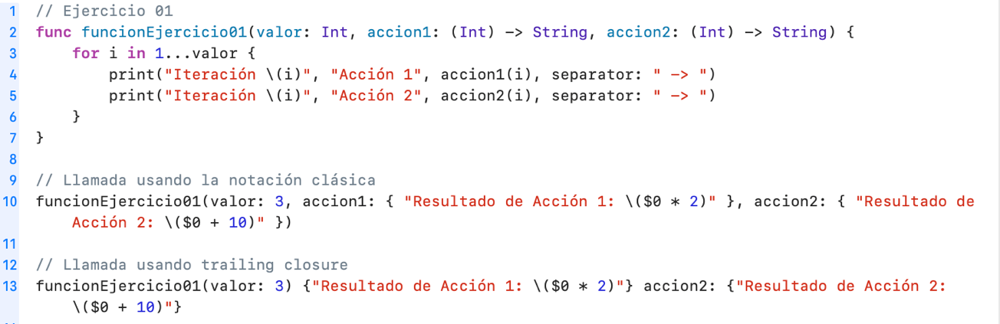 1 // Ejercicio 01
2 func funcionEjercicio01(valor: Int, accion1: (Int) -> String, accion2: (Int) -> String) {
3     for i in 1...valor {
4         print("Iteración \(i)", "Acción 1", accion1(i), separator: " -> ")
5         print("Iteración \(i)", "Acción 2", accion2(i), separator: " -> ")
6     }
7 }
8
9 // Llamada usando la notación clásica
10 funcionEjercicio01(valor: 3, accion1: { "Resultado de Acción 1: \($0 * 2)" }, accion2: { "Resultado de
    Acción 2: \($0 + 10)" })
11
12 // Llamada usando trailing closure
13 funcionEjercicio01(valor: 3) {"Resultado de Acción 1: \($0 * 2)"} accion2: {"Resultado de Acción 2:
    \($0 + 10)"}